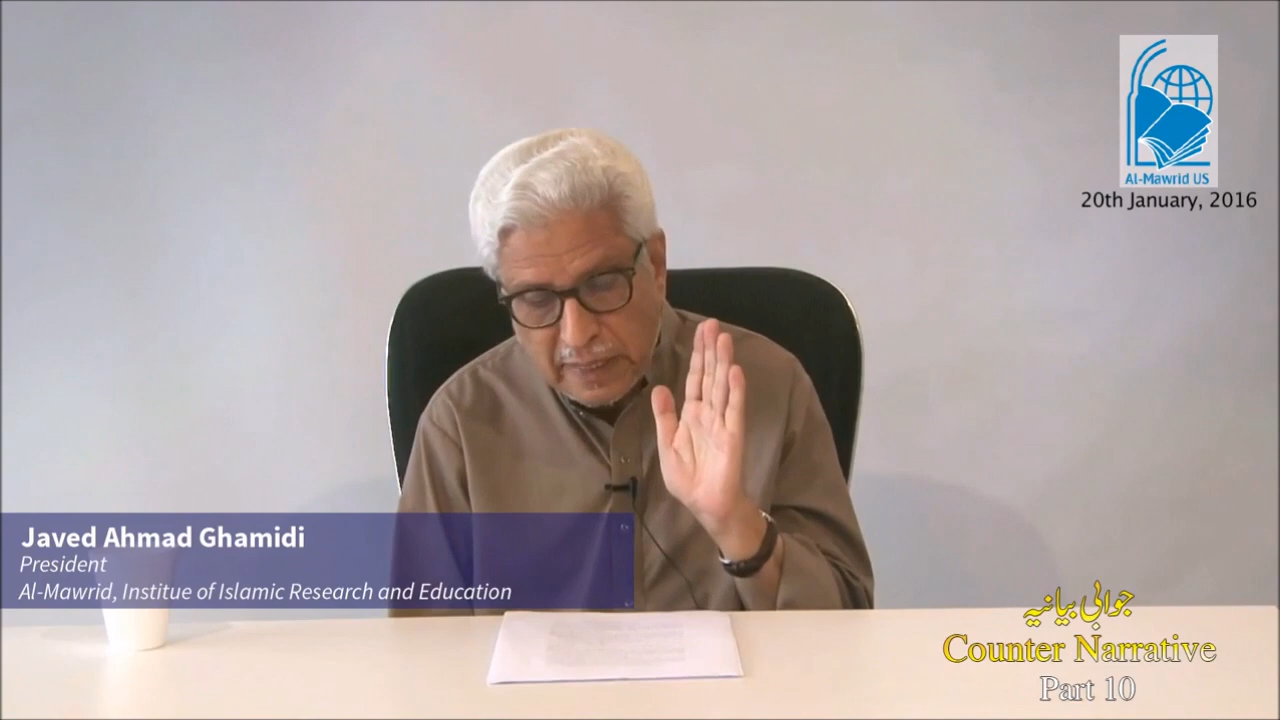 Al-Mawrid US
20th January, 2016
Javed Ahmad Ghamidi
President
Al-Mawrid, Institue of Islamic Research and Education
جوابی بیانیہ
Counter Narrative
Part 10